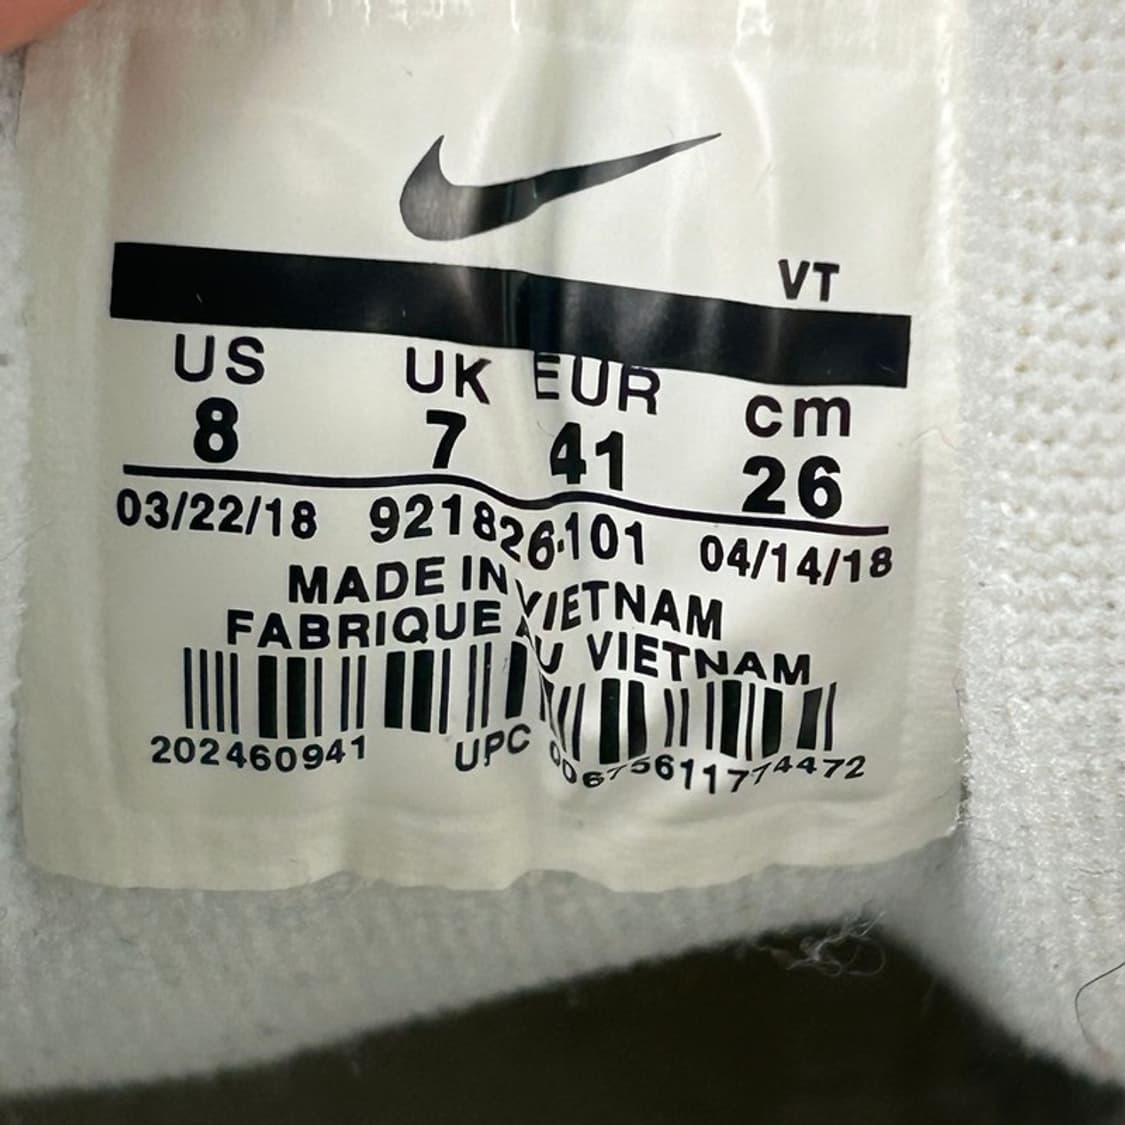 VT
US UK EUR cm
8 7 41 26
03/22/18 921826-101 04/14/18
MADE IN VIETNAM
FABRIQUE AU VIETNAM
202460941 UPC 00675611774472